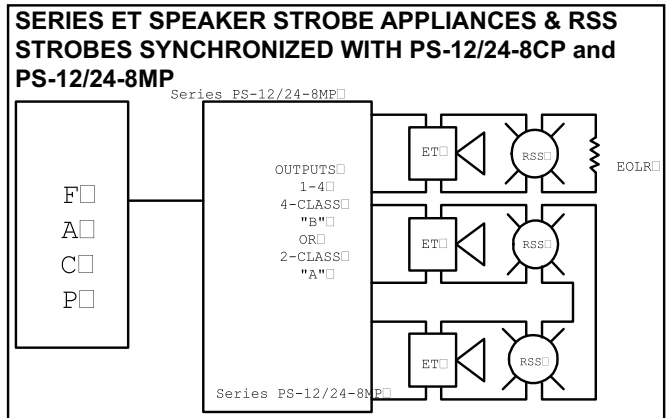 SERIES ET SPEAKER STROBE APPLIANCES & RSS
STROBES SYNCHRONIZED WITH PS-12/24-8CP and
PS-12/24-8MP
Series PS-12/24-8MP□
F□
A□
C□
P□
OUTPUTS□
1-4□
4-CLASS□
"B"□
OR□
2-CLASS□
"A"□
ET□
RSS□
EOLR□
ET□
RSS□
ET□
RSS□
Series PS-12/24-8MP□